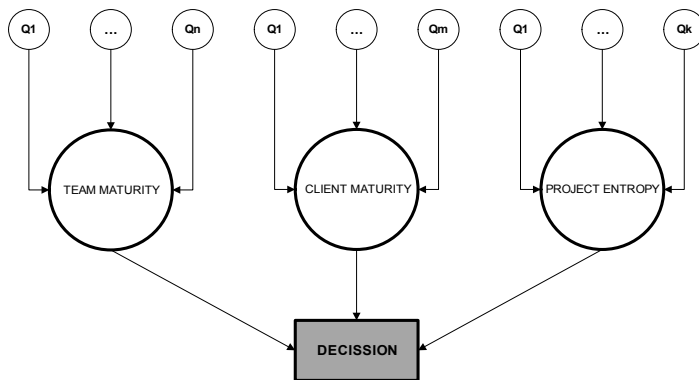 Q1 ... Qn Q1 ... Qm Q1 ... Qk
TEAM MATURITY CLIENT MATURITY PROJECT ENTROPY
DECISSION